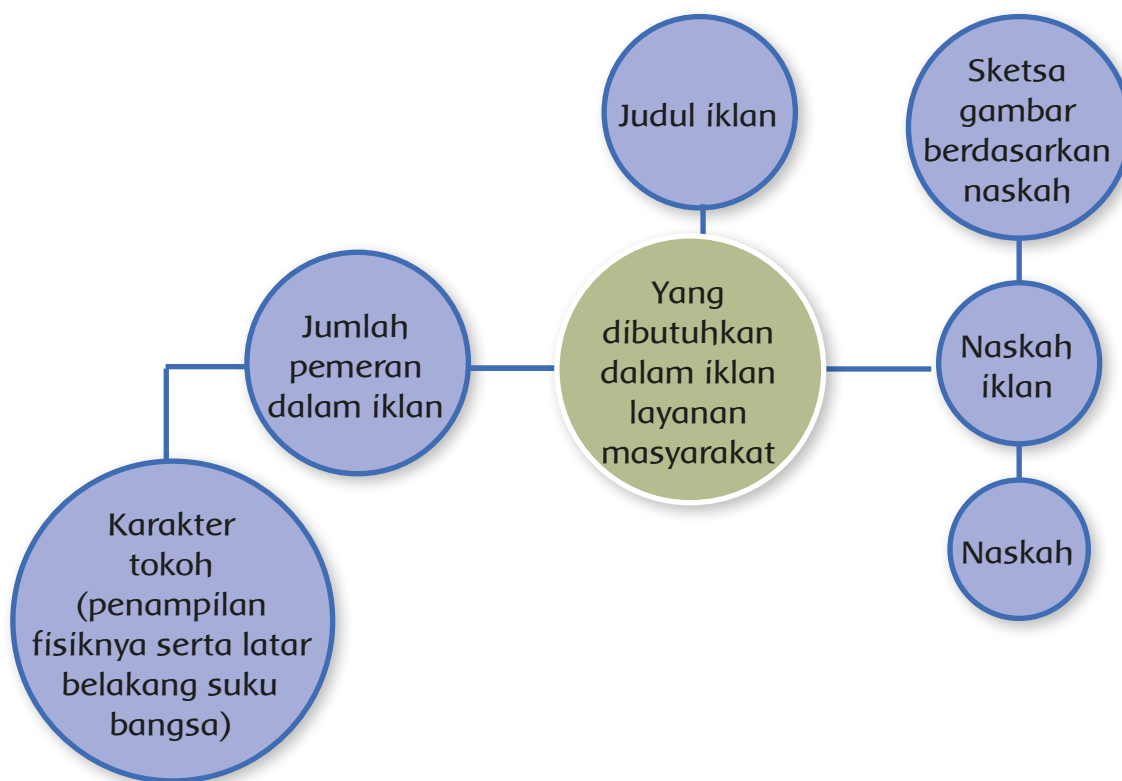 Judul iklan
Sketsa
gambar
berdasarkan
naskah
Yang
dibutuhkan
dalam iklan
layanan
masyarakat
Jumlah
pemeran
dalam iklan
Naskah
iklan
Karakter
tokoh
(penampilan
fisiknya serta latar
belakang suku
bangsa)
Naskah